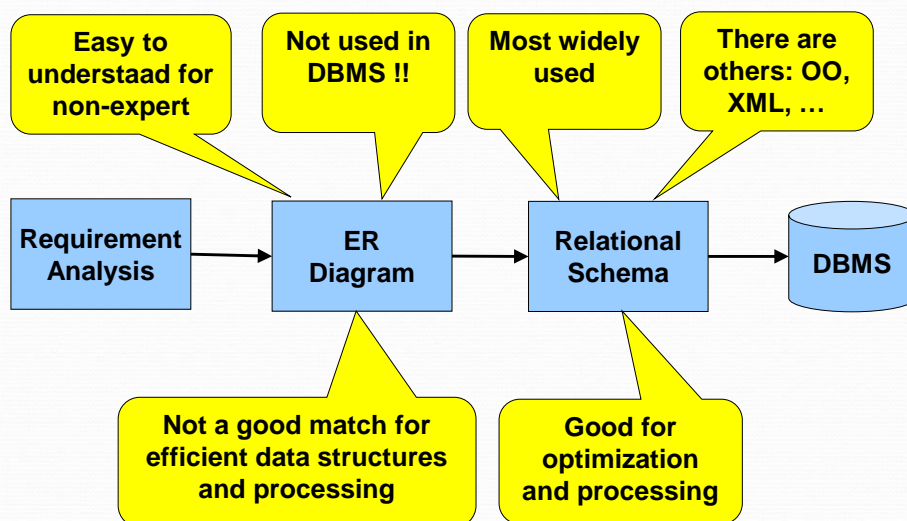 Easy to
understaad for
non-expert
Not used in
DBMS !!
Most widely
used
There are
others: OO,
XML, …
Requirement
Analysis
ER
Diagram
Relational
Schema
DBMS
Not a good match for
efficient data structures
and processing
Good for
optimization
and processing